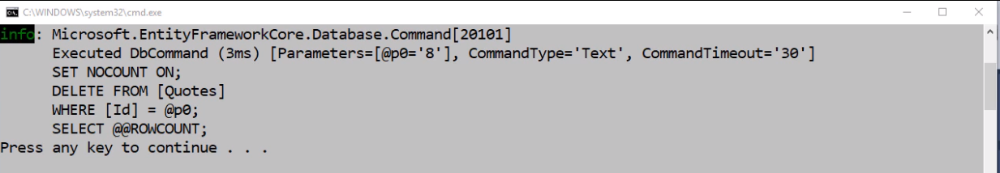 C:\WINDOWS\system32\cmd.exe
info: Microsoft.EntityFrameworkCore.Database.Command[20101]
Executed DbCommand (3ms) [Parameters=[@p0='8'], CommandType='Text', CommandTimeout='30']
SET NOCOUNT ON;
DELETE FROM [Quotes]
WHERE [Id] = @p0;
SELECT @@ROWCOUNT;
Press any key to continue . . .